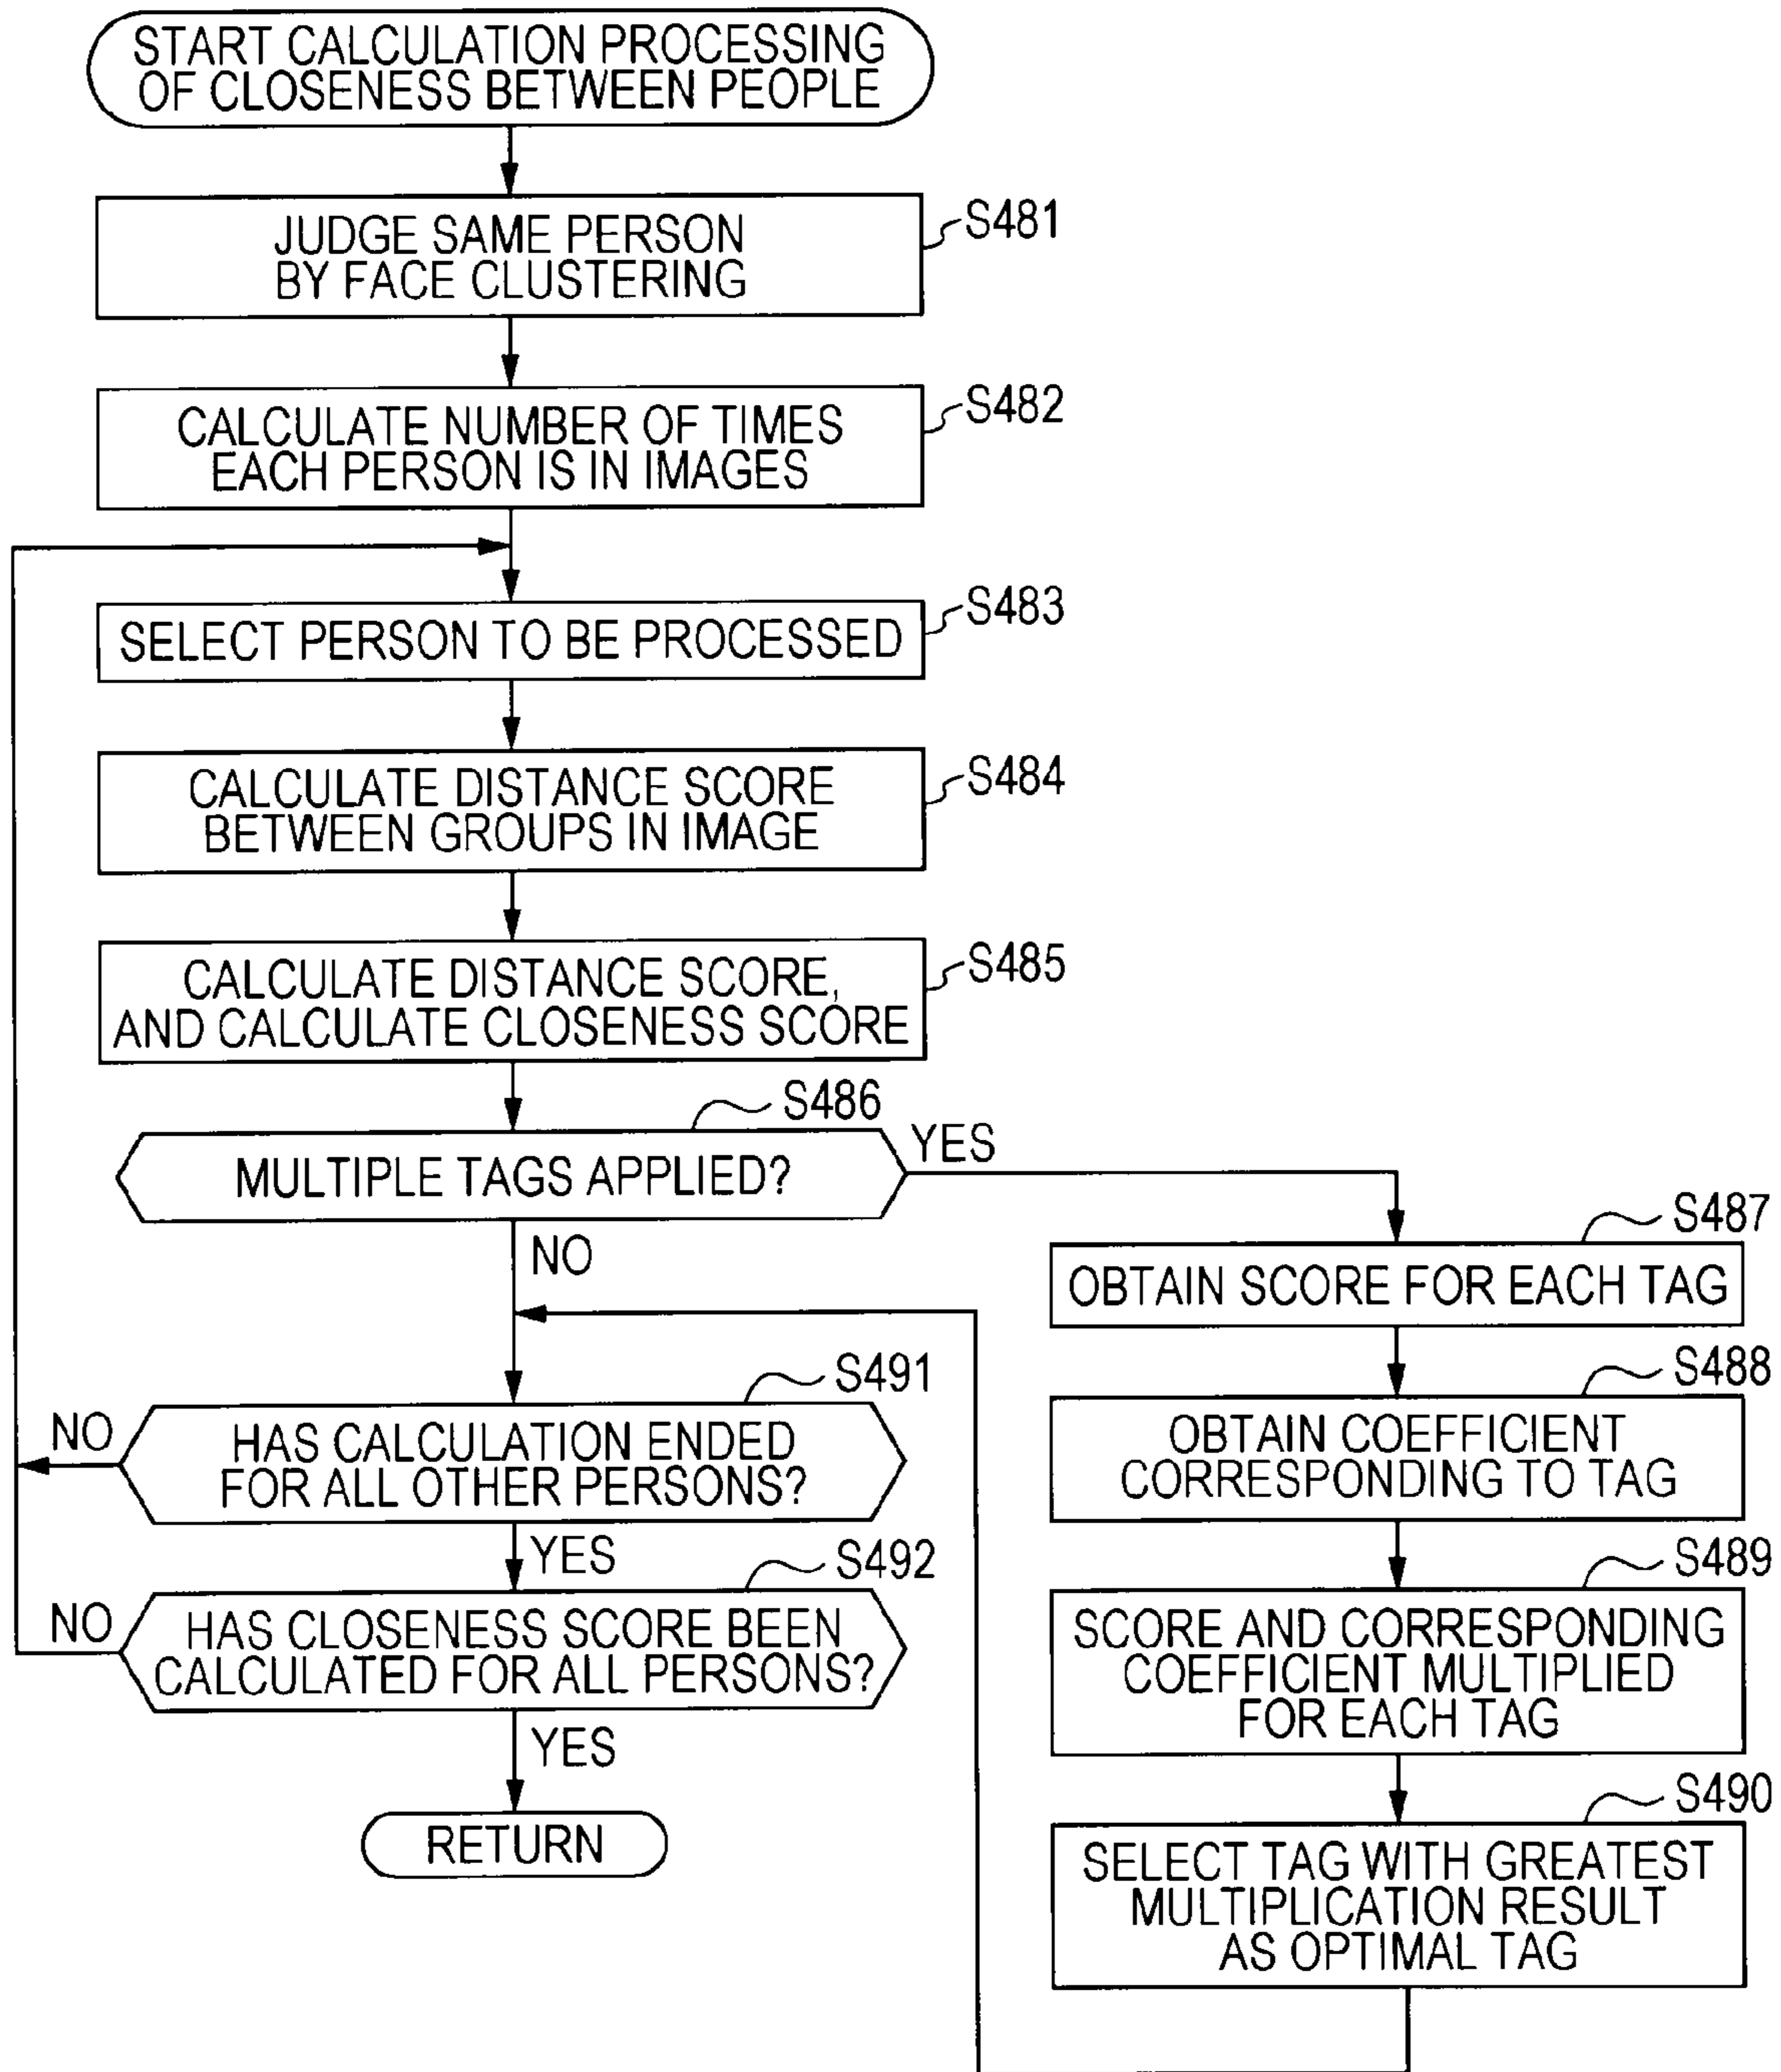 START CALCULATION PROCESSING
OF CLOSENESS BETWEEN PEOPLE
JUDGE SAME PERSON
BY FACE CLUSTERING
S481
CALCULATE NUMBER OF TIMES
EACH PERSON IS IN IMAGES
S482
SELECT PERSON TO BE PROCESSED
S483
CALCULATE DISTANCE SCORE
BETWEEN GROUPS IN IMAGE
S484
CALCULATE DISTANCE SCORE,
AND CALCULATE CLOSENESS SCORE
S485
S486
MULTIPLE TAGS APPLIED?
YES
NO
S487
OBTAIN SCORE FOR EACH TAG
S488
OBTAIN COEFFICIENT
CORRESPONDING TO TAG
S489
SCORE AND CORRESPONDING
COEFFICIENT MULTIPLIED
FOR EACH TAG
S490
SELECT TAG WITH GREATEST
MULTIPLICATION RESULT
AS OPTIMAL TAG
S491
HAS CALCULATION ENDED
FOR ALL OTHER PERSONS?
NO
YES
S492
HAS CLOSENESS SCORE BEEN
CALCULATED FOR ALL PERSONS?
NO
YES
RETURN